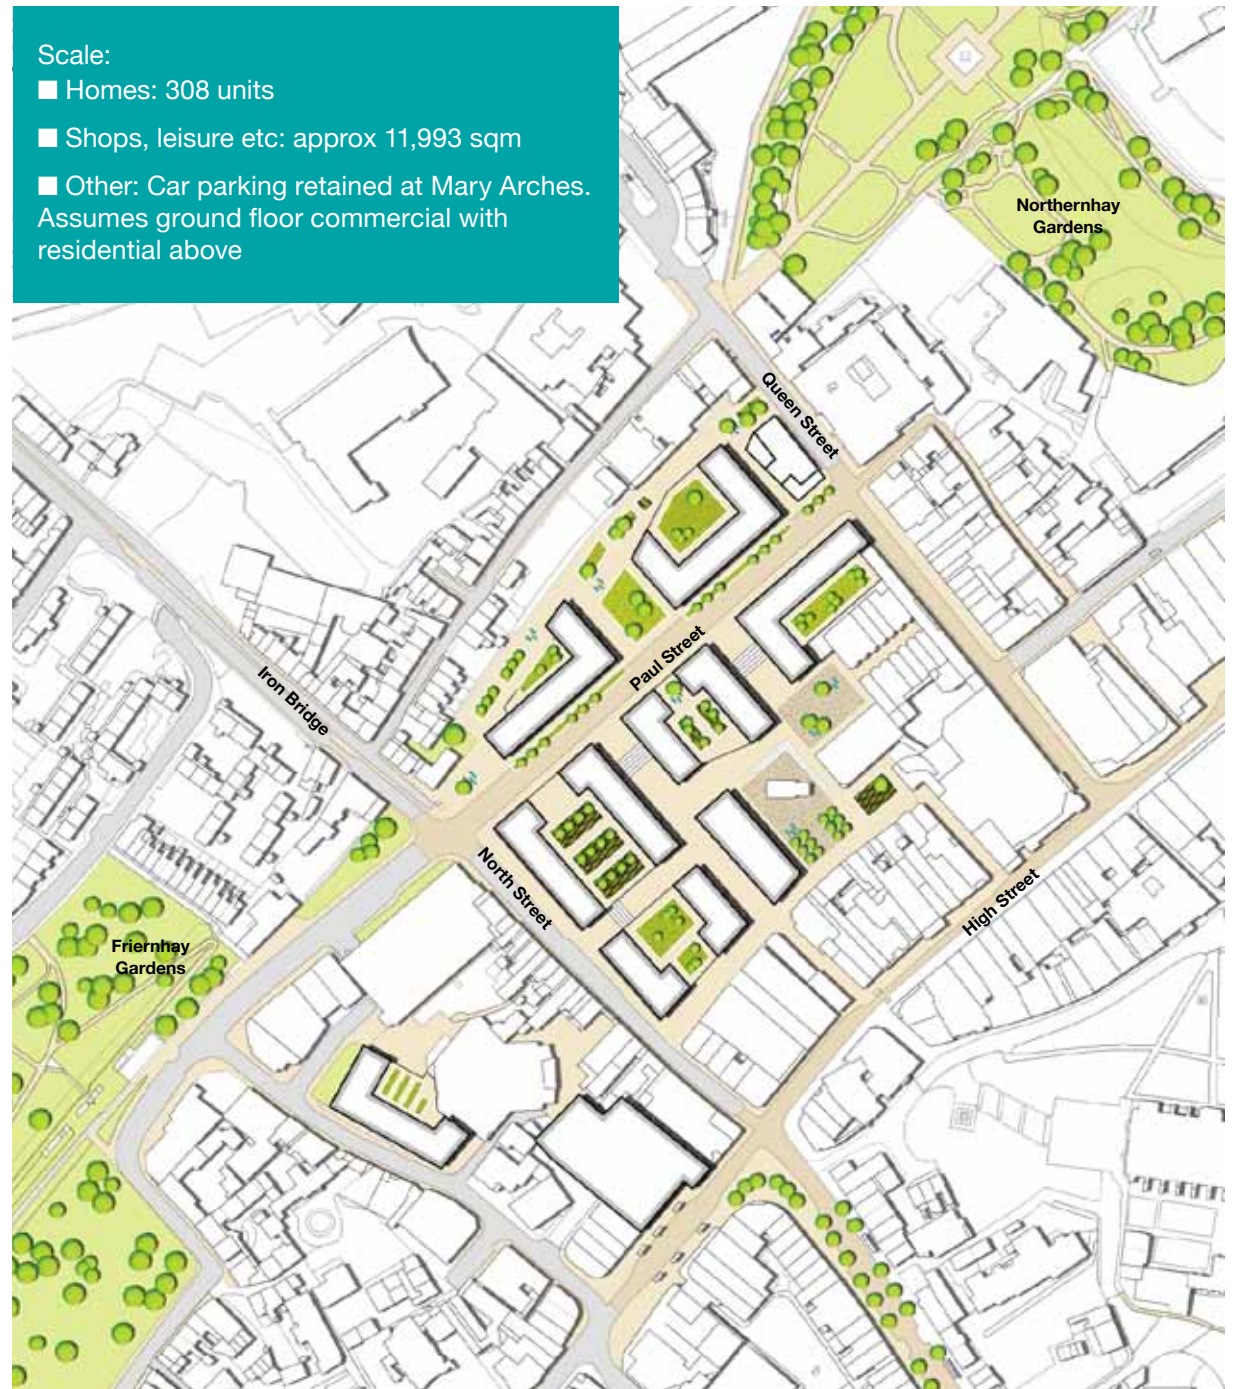 Scale:
■ Homes: 308 units
■ Shops, leisure etc: approx 11,993 sqm
■ Other: Car parking retained at Mary Arches.
Assumes ground floor commercial with
residential above
Northernhay
Gardens
Queen Street
Paul Street
Iron Bridge
North Street
High Street
Friernhay
Gardens